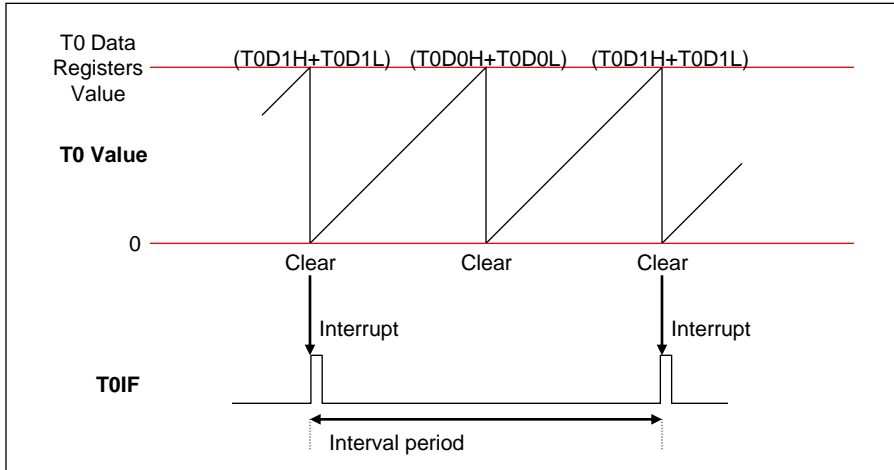 T0 Data
Registers
Value
(T0D1H+T0D1L) (T0D0H+T0D0L) (T0D1H+T0D1L)
T0 Value
0
Clear Clear Clear
Interrupt Interrupt
T0IF
Interval period